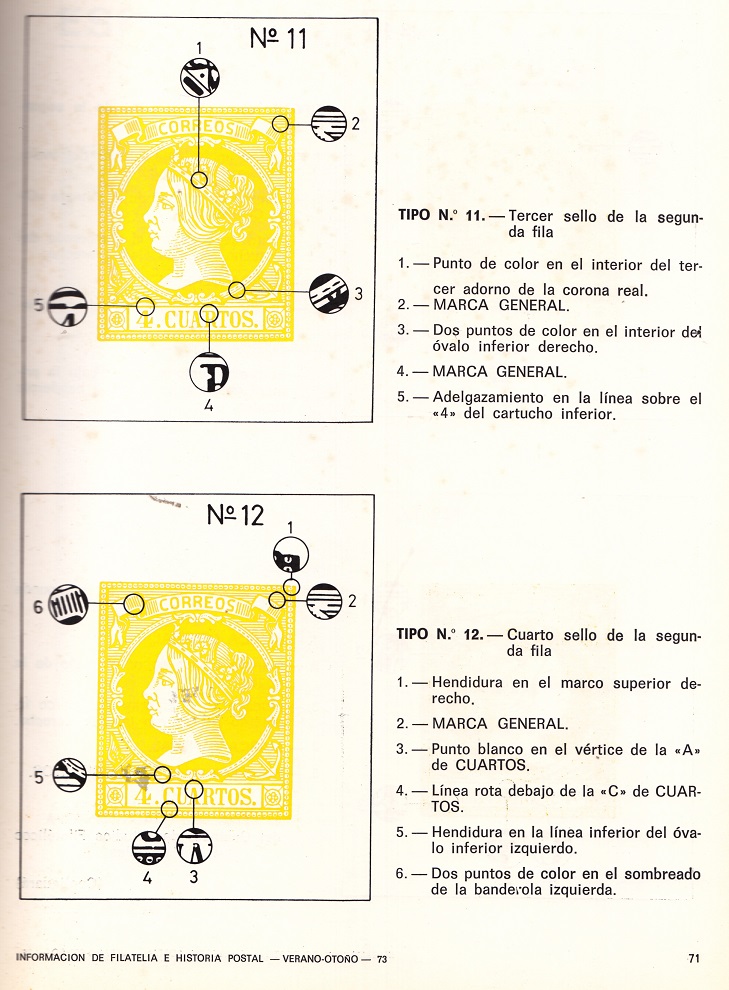 Nº 11
1
CORREOS
2
3
5
4. CUARTOS.
4
TIPO N.º 11. — Tercer sello de la segun-
da fila
1. — Punto de color en el interior del ter-
cer adorno de la corona real.
2. — MARCA GENERAL.
3. — Dos puntos de color en el interior del
óvalo inferior derecho.
4. — MARCA GENERAL.
5. — Adelgazamiento en la línea sobre el
«4» del cartucho inferior.
Nº 12
1
6
CORREOS
2
5
4. CUARTOS.
4
3
TIPO N.º 12. — Cuarto sello de la segun-
da fila
1. — Hendidura en el marco superior de-
recho.
2. — MARCA GENERAL.
3. — Punto blanco en el vértice de la «A»
de CUARTOS.
4. — Línea rota debajo de la «C» de CUAR-
TOS.
5. — Hendidura en la línea inferior del óva-
lo inferior izquierdo.
6. — Dos puntos de color en el sombreado
de la banderola izquierda.
INFORMACION DE FILATELIA E HISTORIA POSTAL — VERANO-OTOÑO — 73
71